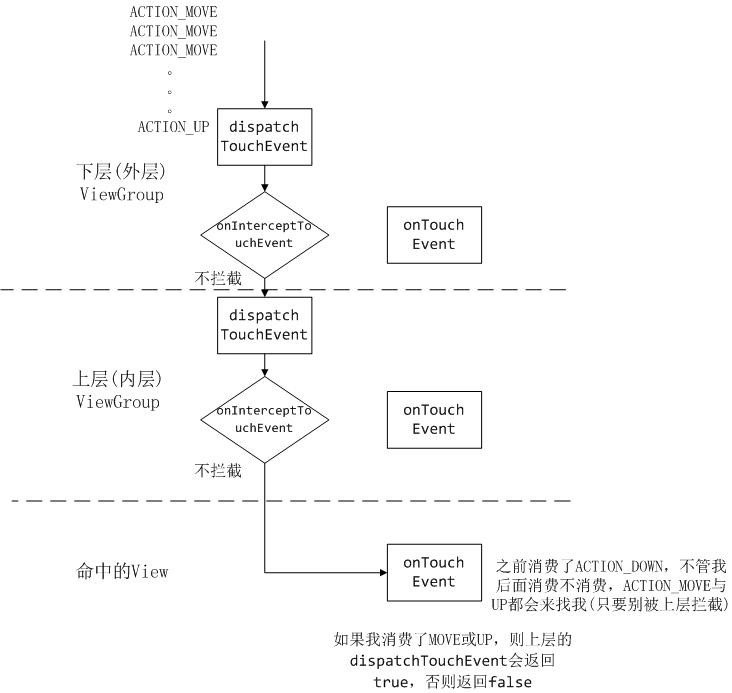 ACTION_MOVE
ACTION_MOVE
ACTION_MOVE
。
。
。
ACTION_UP
dispatch
TouchEvent
下层(外层)
ViewGroup
onInterceptTo
uchEvent
onTouch
Event
不拦截
dispatch
TouchEvent
上层(内层)
ViewGroup
onInterceptTo
uchEvent
onTouch
Event
不拦截
命中的View
onTouch
Event
之前消费了ACTION_DOWN, 不管我
后面消费不消费, ACTION_MOVE与
UP都会来找我(只要别被上层拦截)
如果我消费了MOVE或UP, 则上层的
dispatchTouchEvent会返回
true, 否则返回false